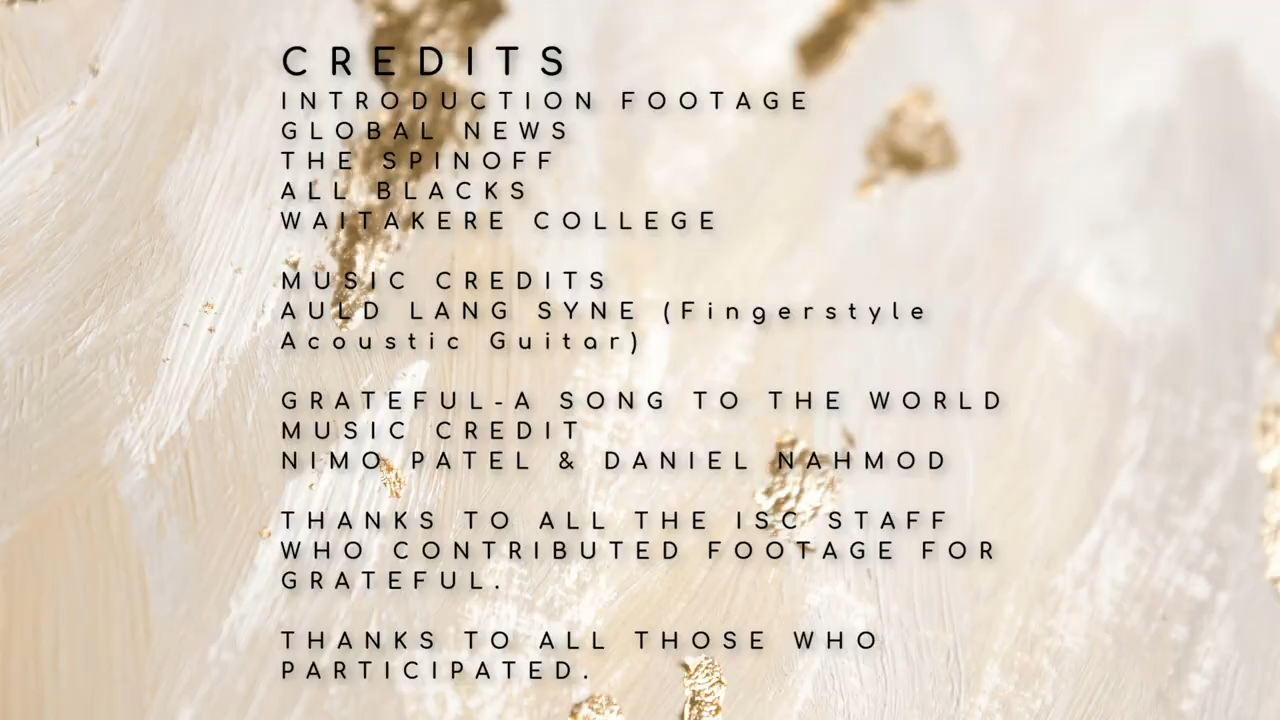 CREDITS
INTRODUCTION FOOTAGE
GLOBAL NEWS
THE SPINOFF
ALL BLACKS
WAITAKERE COLLEGE
MUSIC CREDITS
AULD LANG SYNE (Fingerstyle
Acoustic Guitar)
GRATEFUL-A SONG TO THE WORLD
MUSIC CREDIT
NIMO PATEL & DANIEL NAHMOD
THANKS TO ALL THE ISC STAFF
WHO CONTRIBUTED FOOTAGE FOR
GRATEFUL.
THANKS TO ALL THOSE WHO
PARTICIPATED.